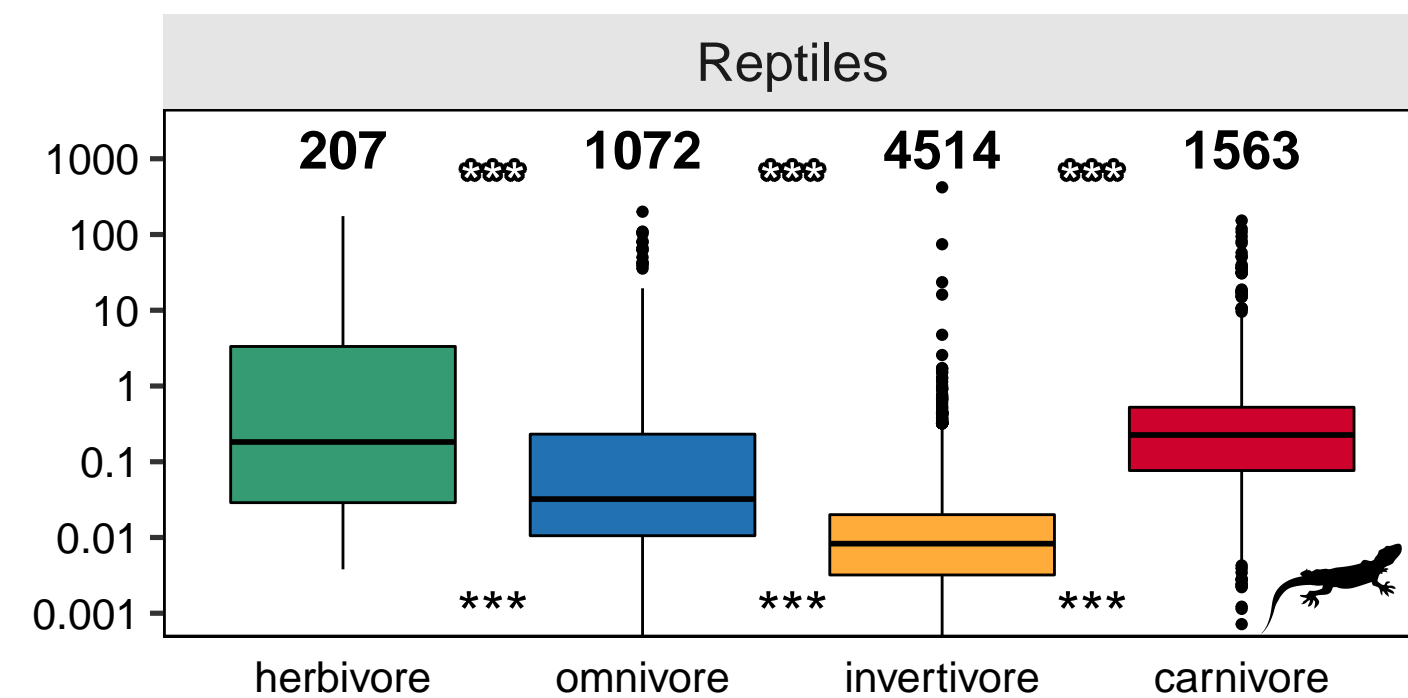 Reptiles
207 *** 1072 *** 4514 *** 1563
1000
100
10
1
0.1
0.01
0.001
*** *** ***
herbivore omnivore invertivore carnivore